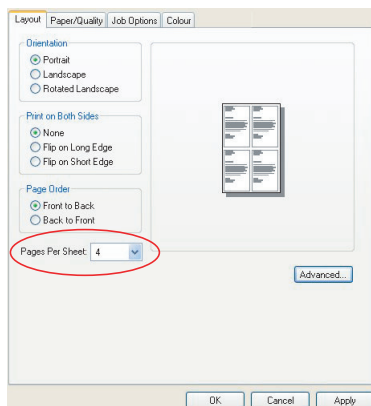 Layout Paper/Quality Job Options Colour
Orientation
Portrait
Landscape
Rotated Landscape
Print on Both Sides
None
Flip on Long Edge
Flip on Short Edge
Page Order
Front to Back
Back to Front
Pages Per Sheet: 4
Advanced...
OK Cancel Apply